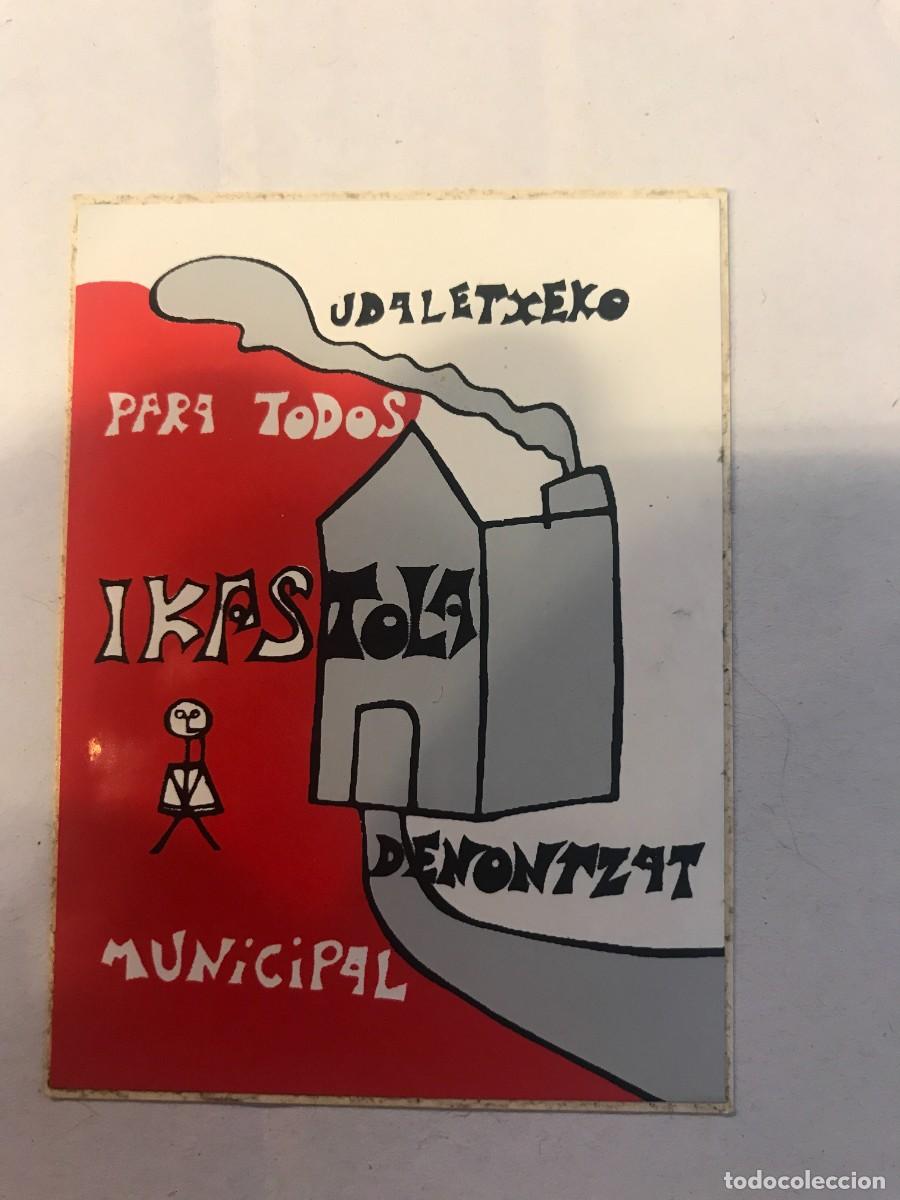 UDALETXEKO
PARA TODOS
IKASTOLA
DENONTZAT
MUNICIPAL
todocoleccion